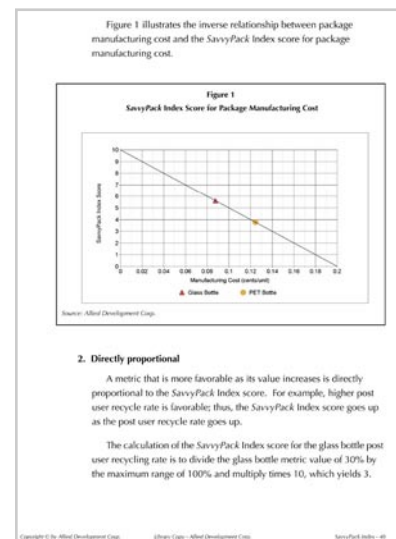 Figure 1 illustrates the inverse relationship between package
manufacturing cost and the SavvyPack Index score for package
manufacturing cost.
Figure 1
SavvyPack Index Score for Package Manufacturing Cost
SavvyPack Index Score
10
9
8
7
6
5
4
3
2
1
0
0 0.02 0.04 0.06 0.08 0.1 0.12 0.14 0.16 0.18 0.2
Manufacturing Cost (cents/unit)
Glass Bottle PET Bottle
Source: Allied Development Corp.
2. Directly proportional
A metric that is more favorable as its value increases is directly
proportional to the SavvyPack Index score. For example, higher post
user recycle rate is favorable; thus, the SavvyPack Index score goes up
as the post user recycle rate goes up.
The calculation of the SavvyPack Index score for the glass bottle post
user recycling rate is to divide the glass bottle metric value of 30% by
the maximum range of 100% and multiply times 10, which yields 3.
Copyright © by Allied Development Corp. Library Copy – Allied Development Corp. SavvyPack Index – 40